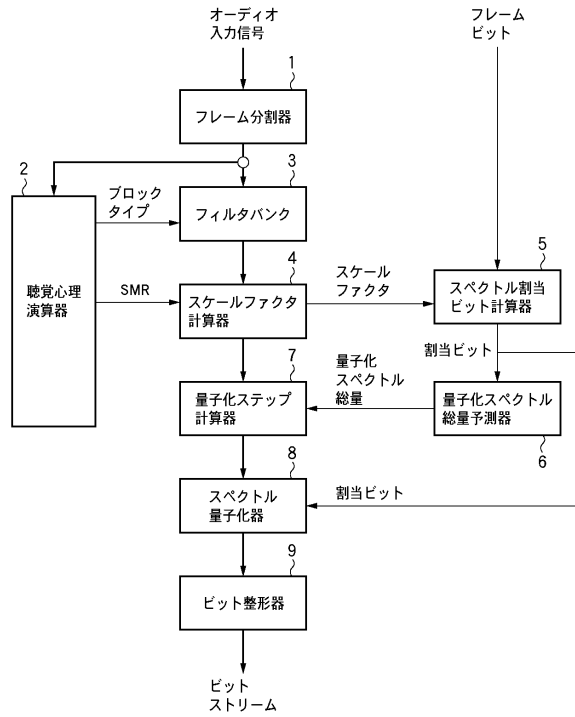 オーディオ
入力信号
フレーム
ビット
1
フレーム分割器
2
3
ブロック
タイプ
フィルタバンク
聴覚心理
演算器
SMR
4
スケールファクタ
計算器
スケール
ファクタ
5
スペクトル割当
ビット計算器
割当ビット
7
量子化ステップ
計算器
量子化
スペクトル
総量
量子化スペクトル
総量予測器
6
8
スペクトル
量子化器
割当ビット
9
ビット整形器
ビット
ストリーム